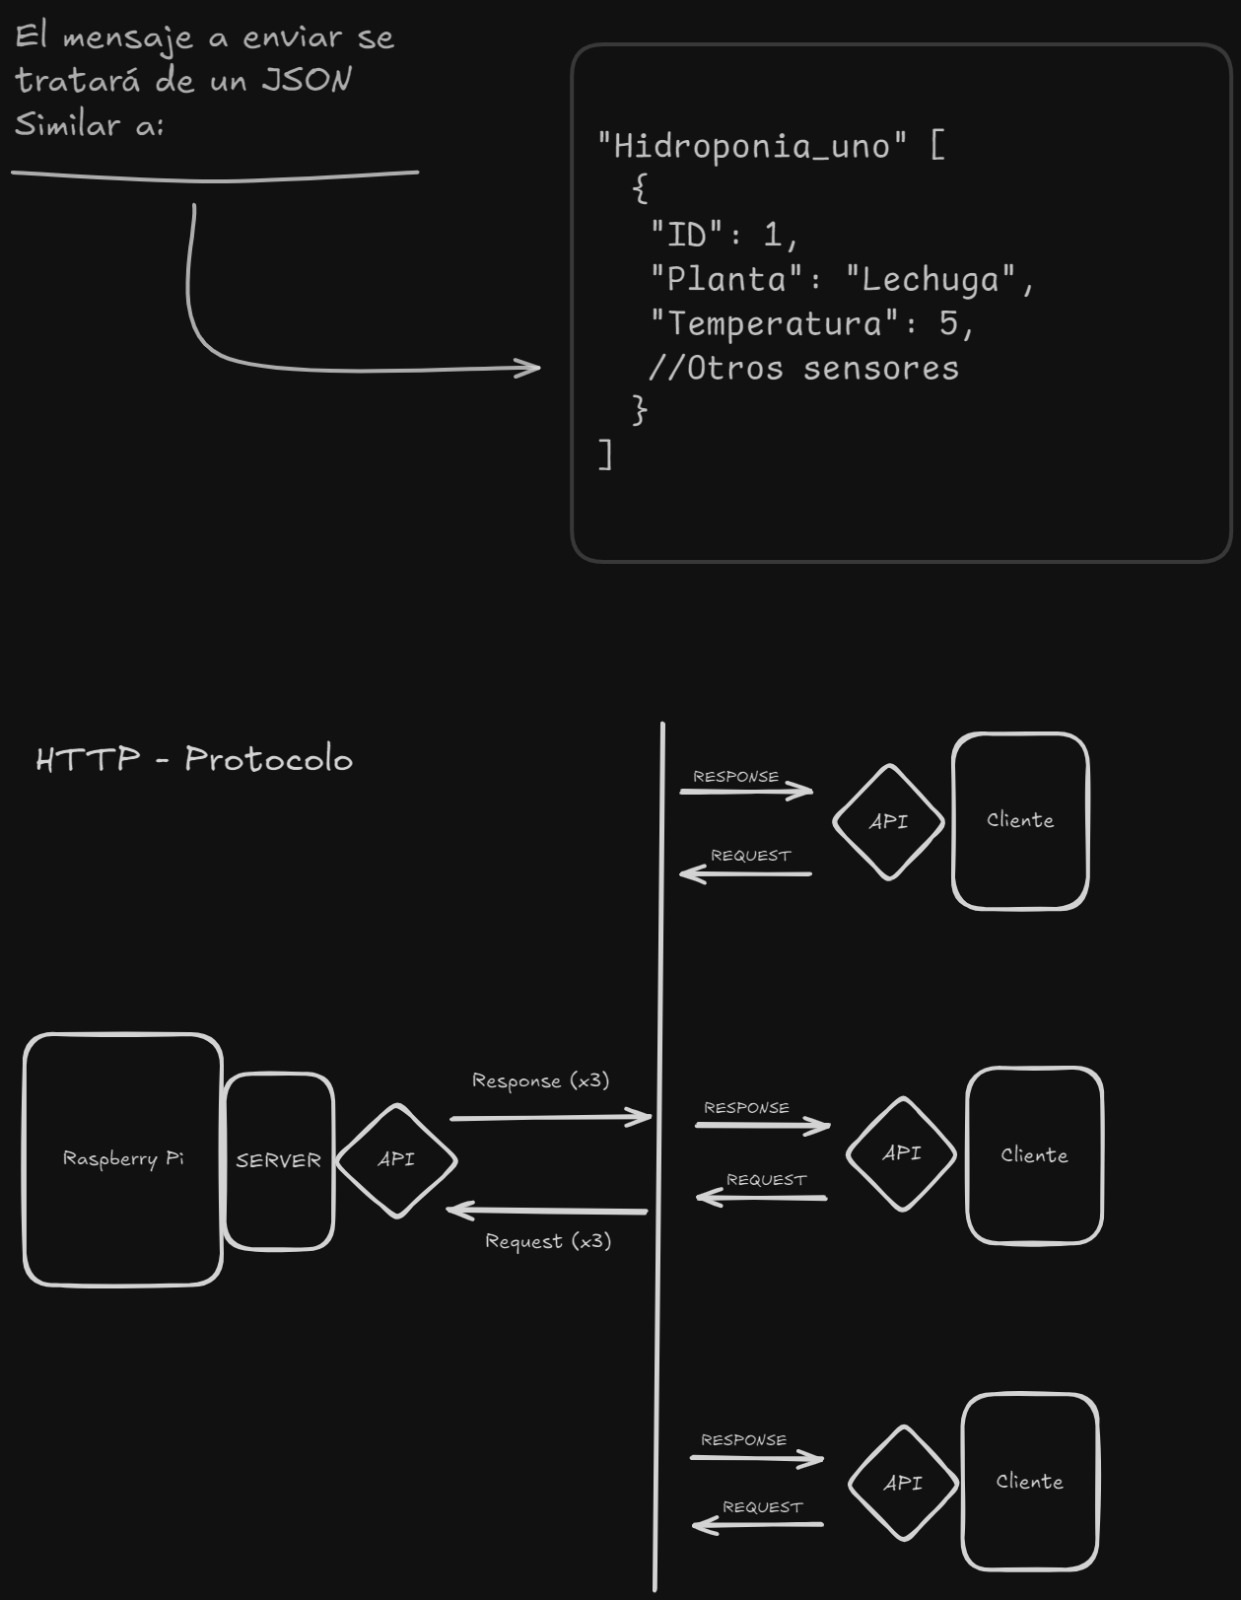 El mensaje a enviar se
tratará de un JSON
Similar a:
"Hidroponia_uno" [
{
"ID": 1,
"Planta": "Lechuga",
"Temperatura": 5,
//Otros sensores
}
]
HTTP - Protocolo
RESPONSE
REQUEST
API
Cliente
Raspberry Pi
SERVER
API
Response (x3)
Request (x3)
RESPONSE
REQUEST
API
Cliente
RESPONSE
REQUEST
API
Cliente